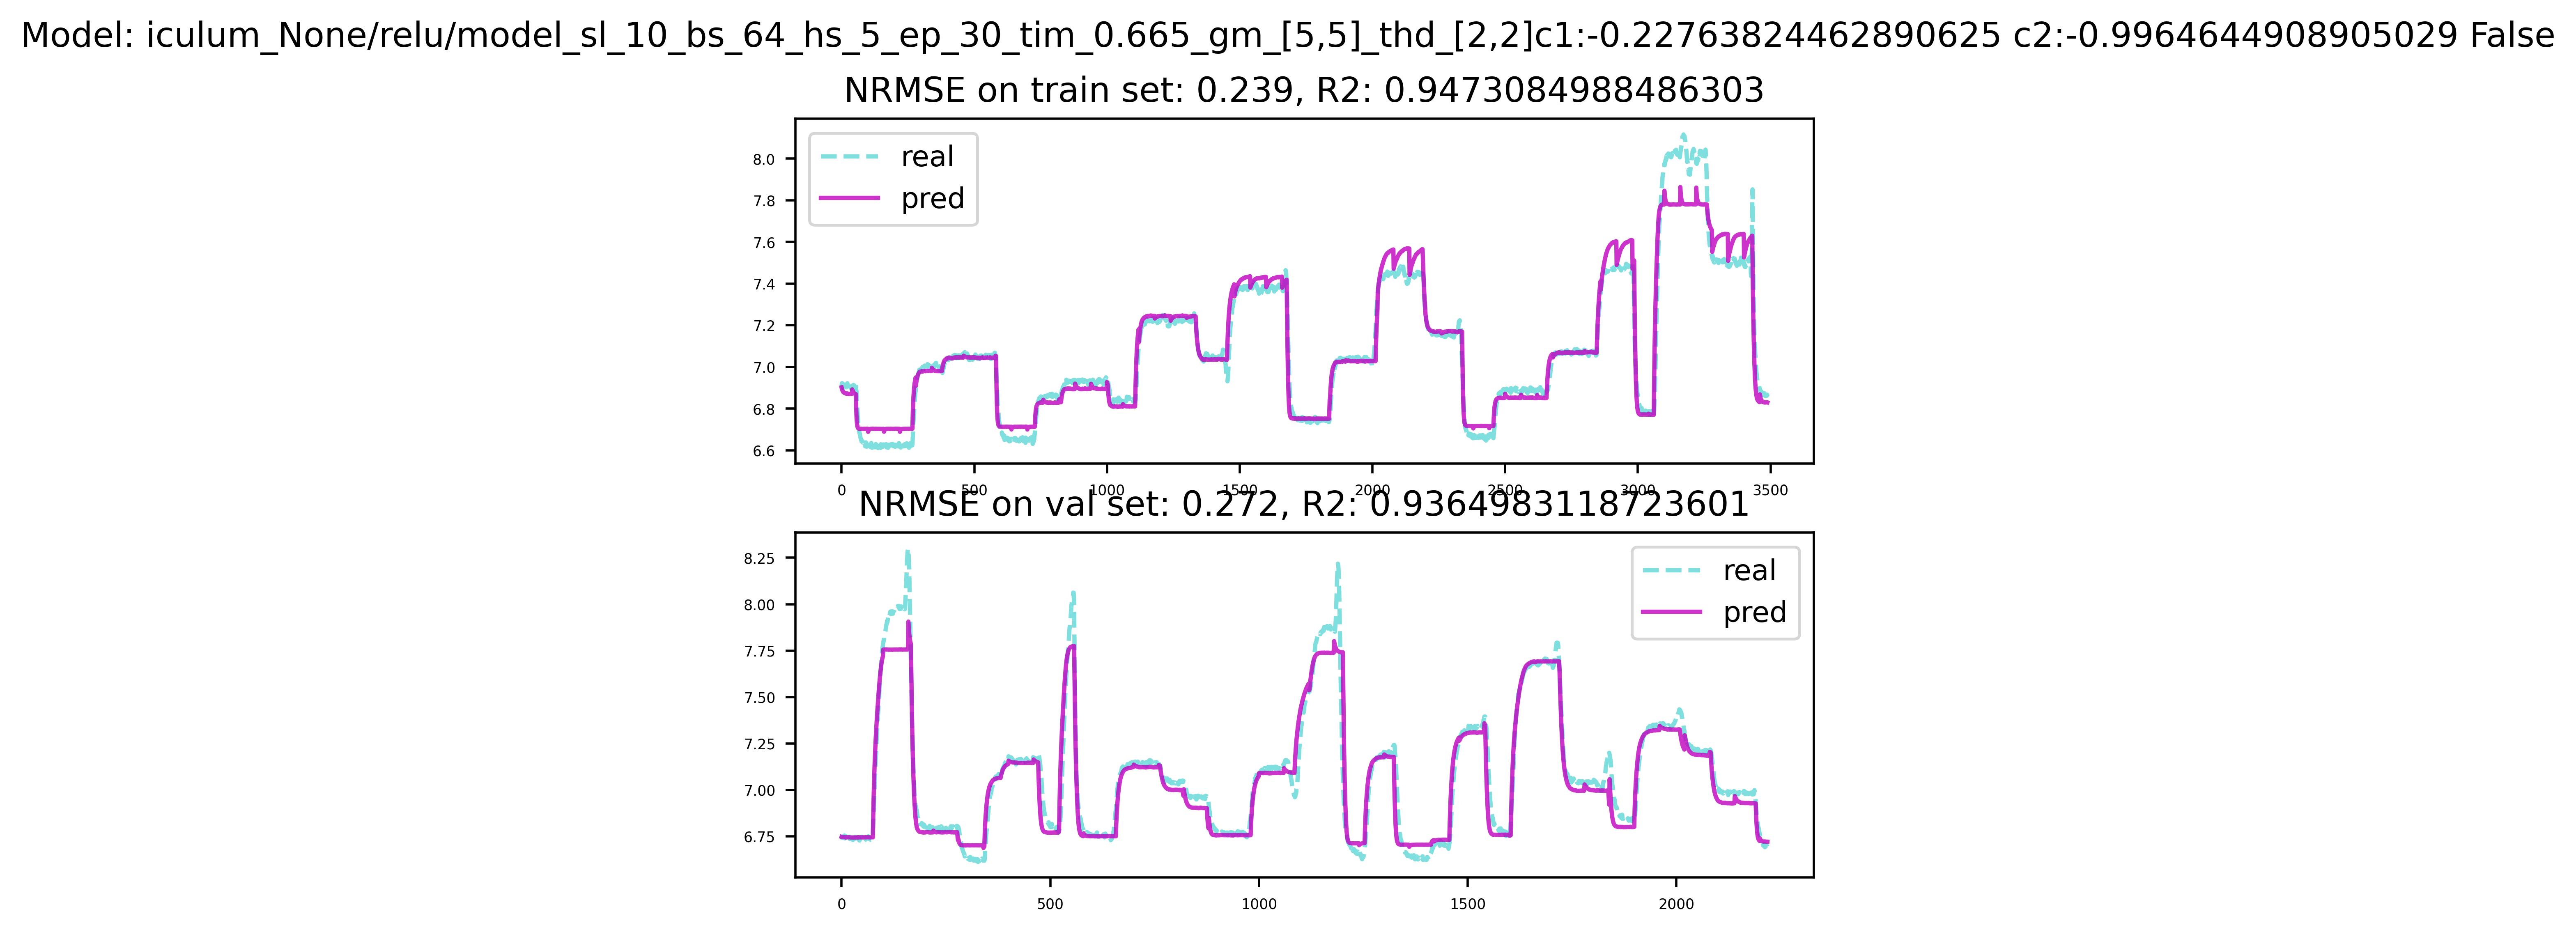 Model: iculum_None/relu/model_sl_10_bs_64_hs_5_ep_30_tim_0.665_gm_[5,5]_thd_[2,2]c1:-0.22763824462890625 c2:-0.9964644908905029 False
NRMSE on train set: 0.239, R2: 0.9473084988486303
real
pred
8.0
7.8
7.6
7.4
7.2
7.0
6.8
6.6
0 500 1000 1500 2000 2500 3000 3500
NRMSE on val set: 0.272, R2: 0.9364983118723601
real
pred
8.25
8.00
7.75
7.50
7.25
7.00
6.75
0 500 1000 1500 2000